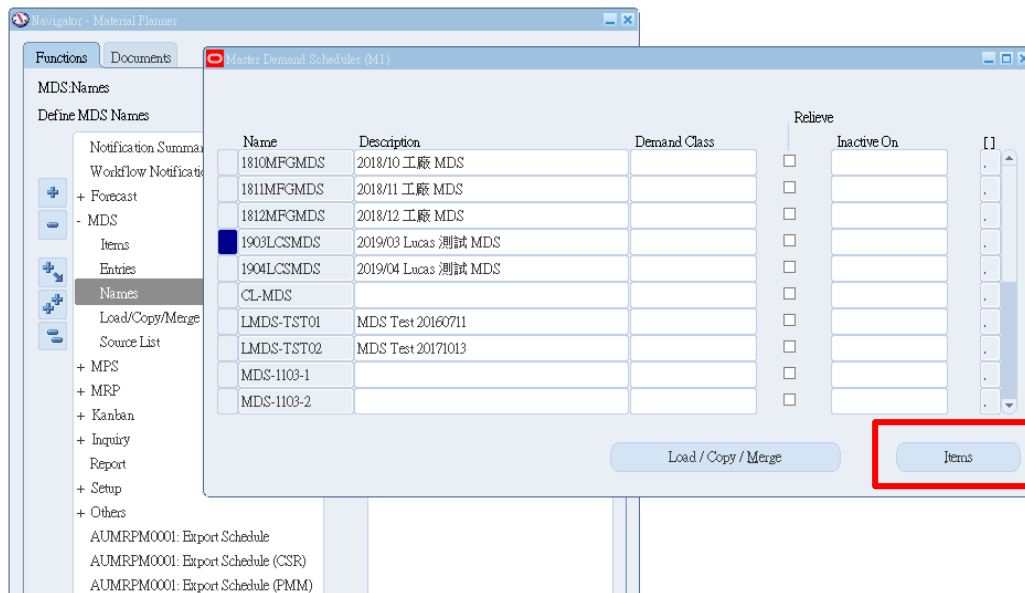 Navigator - Material Planner
Functions
Documents
MDS:Names
Define MDS Names
Notification Summar
Workflow Notificatio
+ Forecast
- MDS
Items
Entries
Names
Load/Copy/Merge
Source List
+ MPS
+ MRP
+ Kanban
+ Inquiry
Report
+ Setup
+ Others
AUMRPM0001: Export Schedule
AUMRPM0001: Export Schedule (CSR)
AUMRPM0001: Export Schedule (PMM)
Master Demand Schedules (M1)
Relieve
Name Description Demand Class Inactive On [ ]
1810MFGMDS 2018/10 工廠 MDS
1811MFGMDS 2018/11 工廠 MDS
1812MFGMDS 2018/12 工廠 MDS
1903LCSMDS 2019/03 Lucas 測試 MDS
1904LCSMDS 2019/04 Lucas 測試 MDS
CL-MDS
LMDS-TST01 MDS Test 20160711
LMDS-TST02 MDS Test 20171013
MDS-1103-1
MDS-1103-2
Load / Copy / Merge
Items